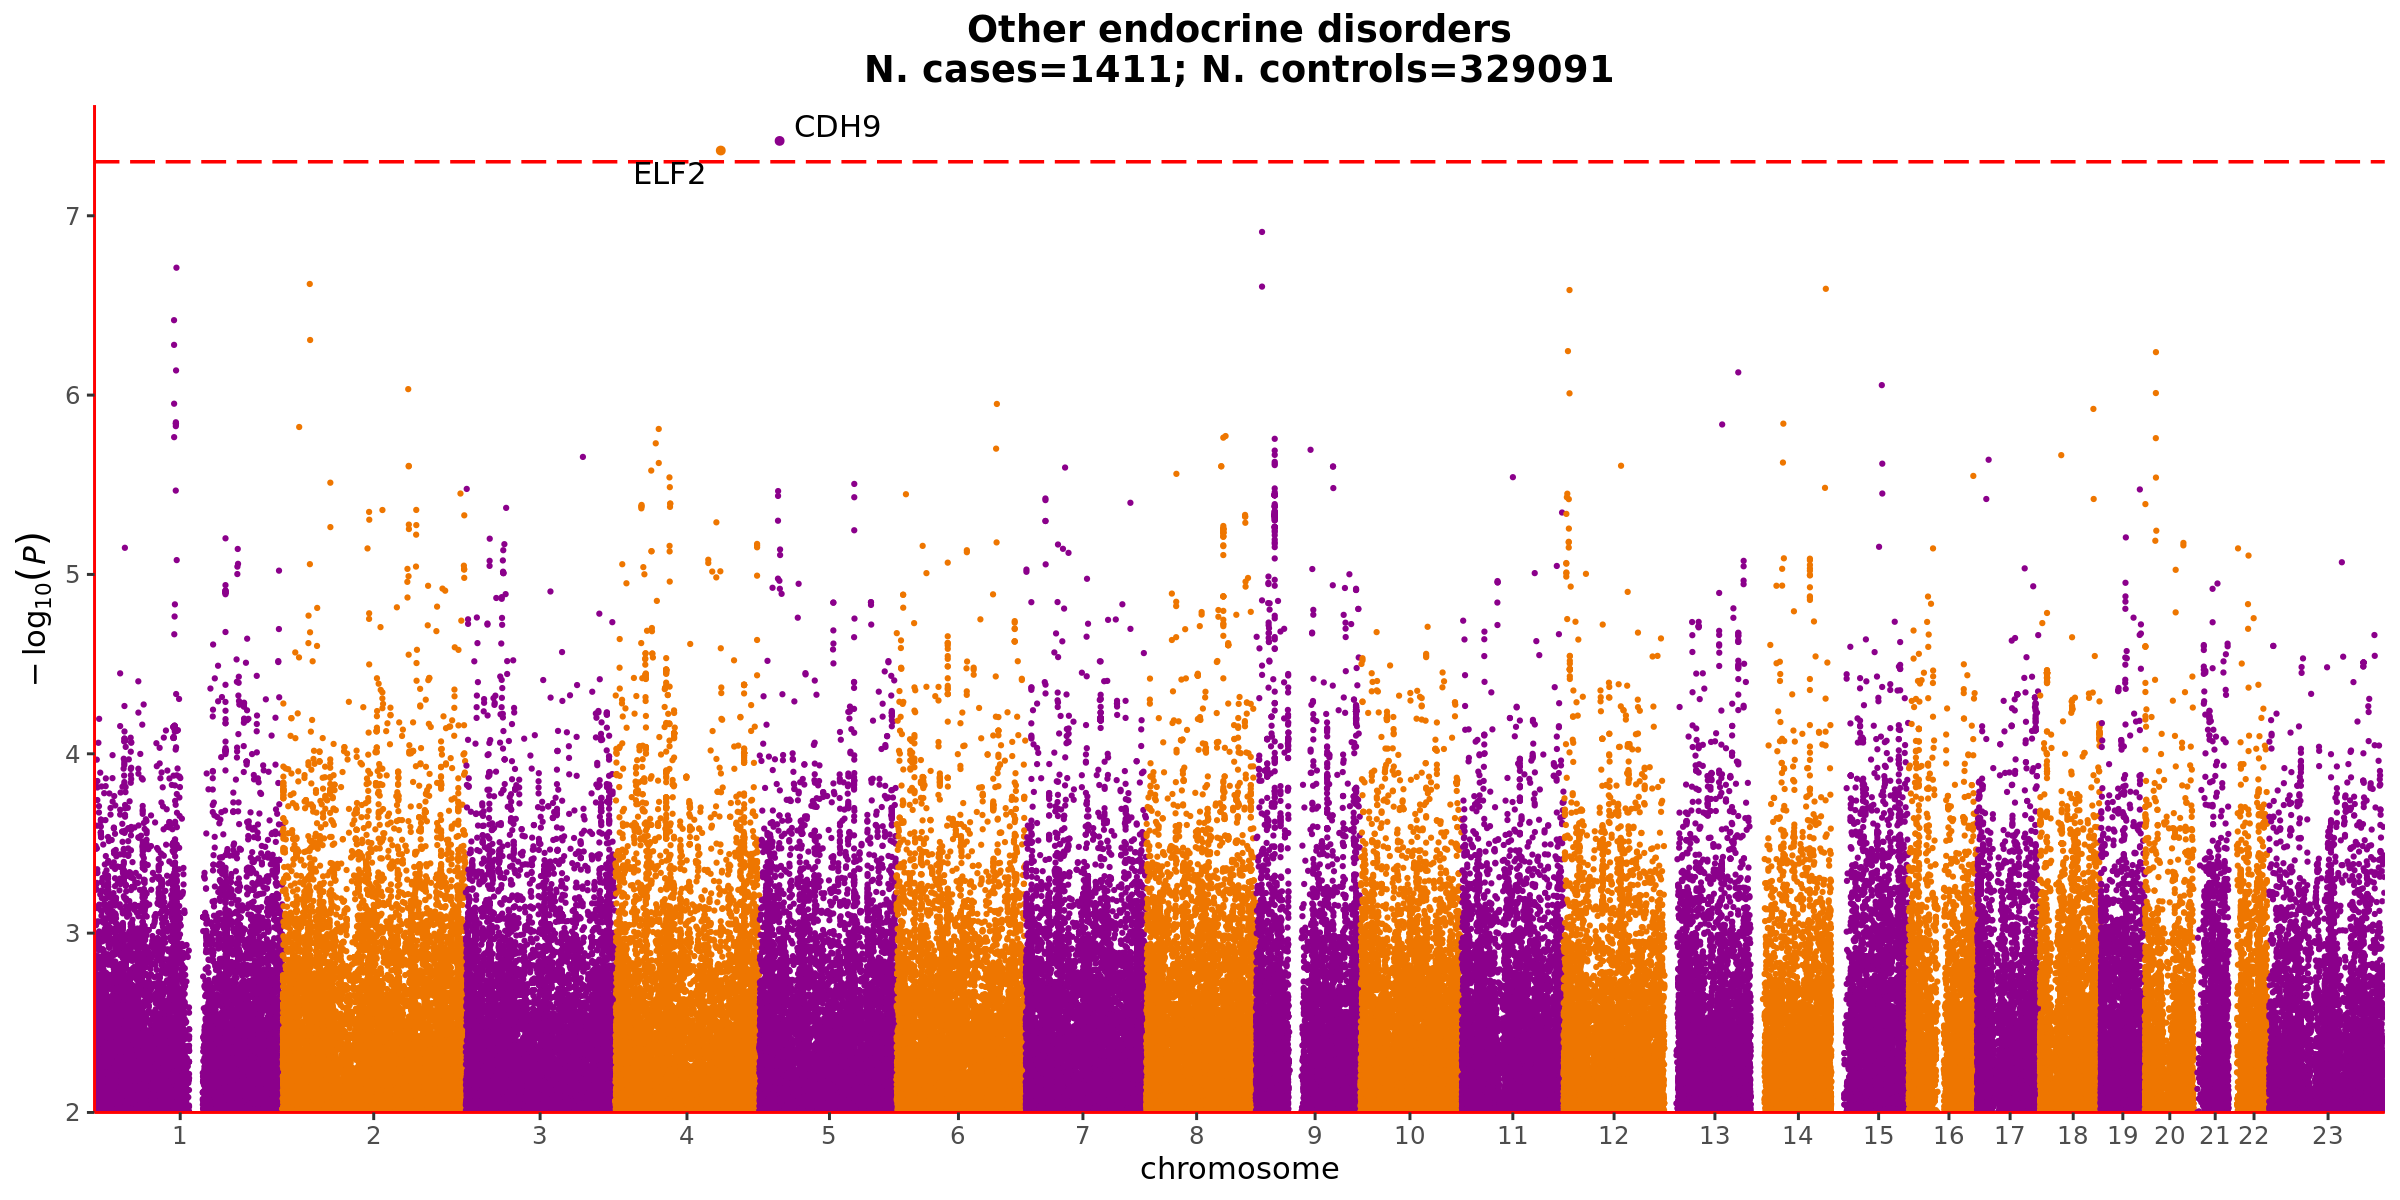 Other endocrine disorders
N. cases=1411; N. controls=329091
CDH9
ELF2
7
6
5
4
3
2
−log10(P)
1 2 3 4 5 6 7 8 9 10 11 12 13 14 15 16 17 18 19 20 21 22 23
chromosome